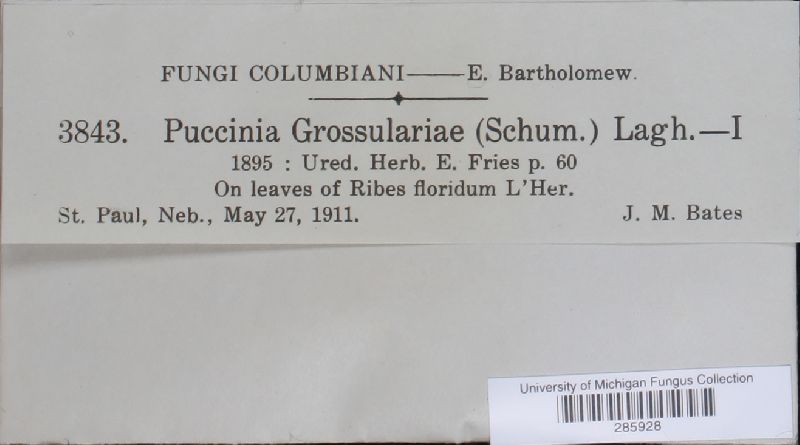 FUNGI COLUMBIANI——E. Bartholomew.
3843. Puccinia Grossulariae (Schum.) Lagh.—I
1895 : Ured. Herb. E. Fries p. 60
On leaves of Ribes floridum L'Her.
St. Paul, Neb., May 27, 1911. J. M. Bates
University of Michigan Fungus Collection
285928